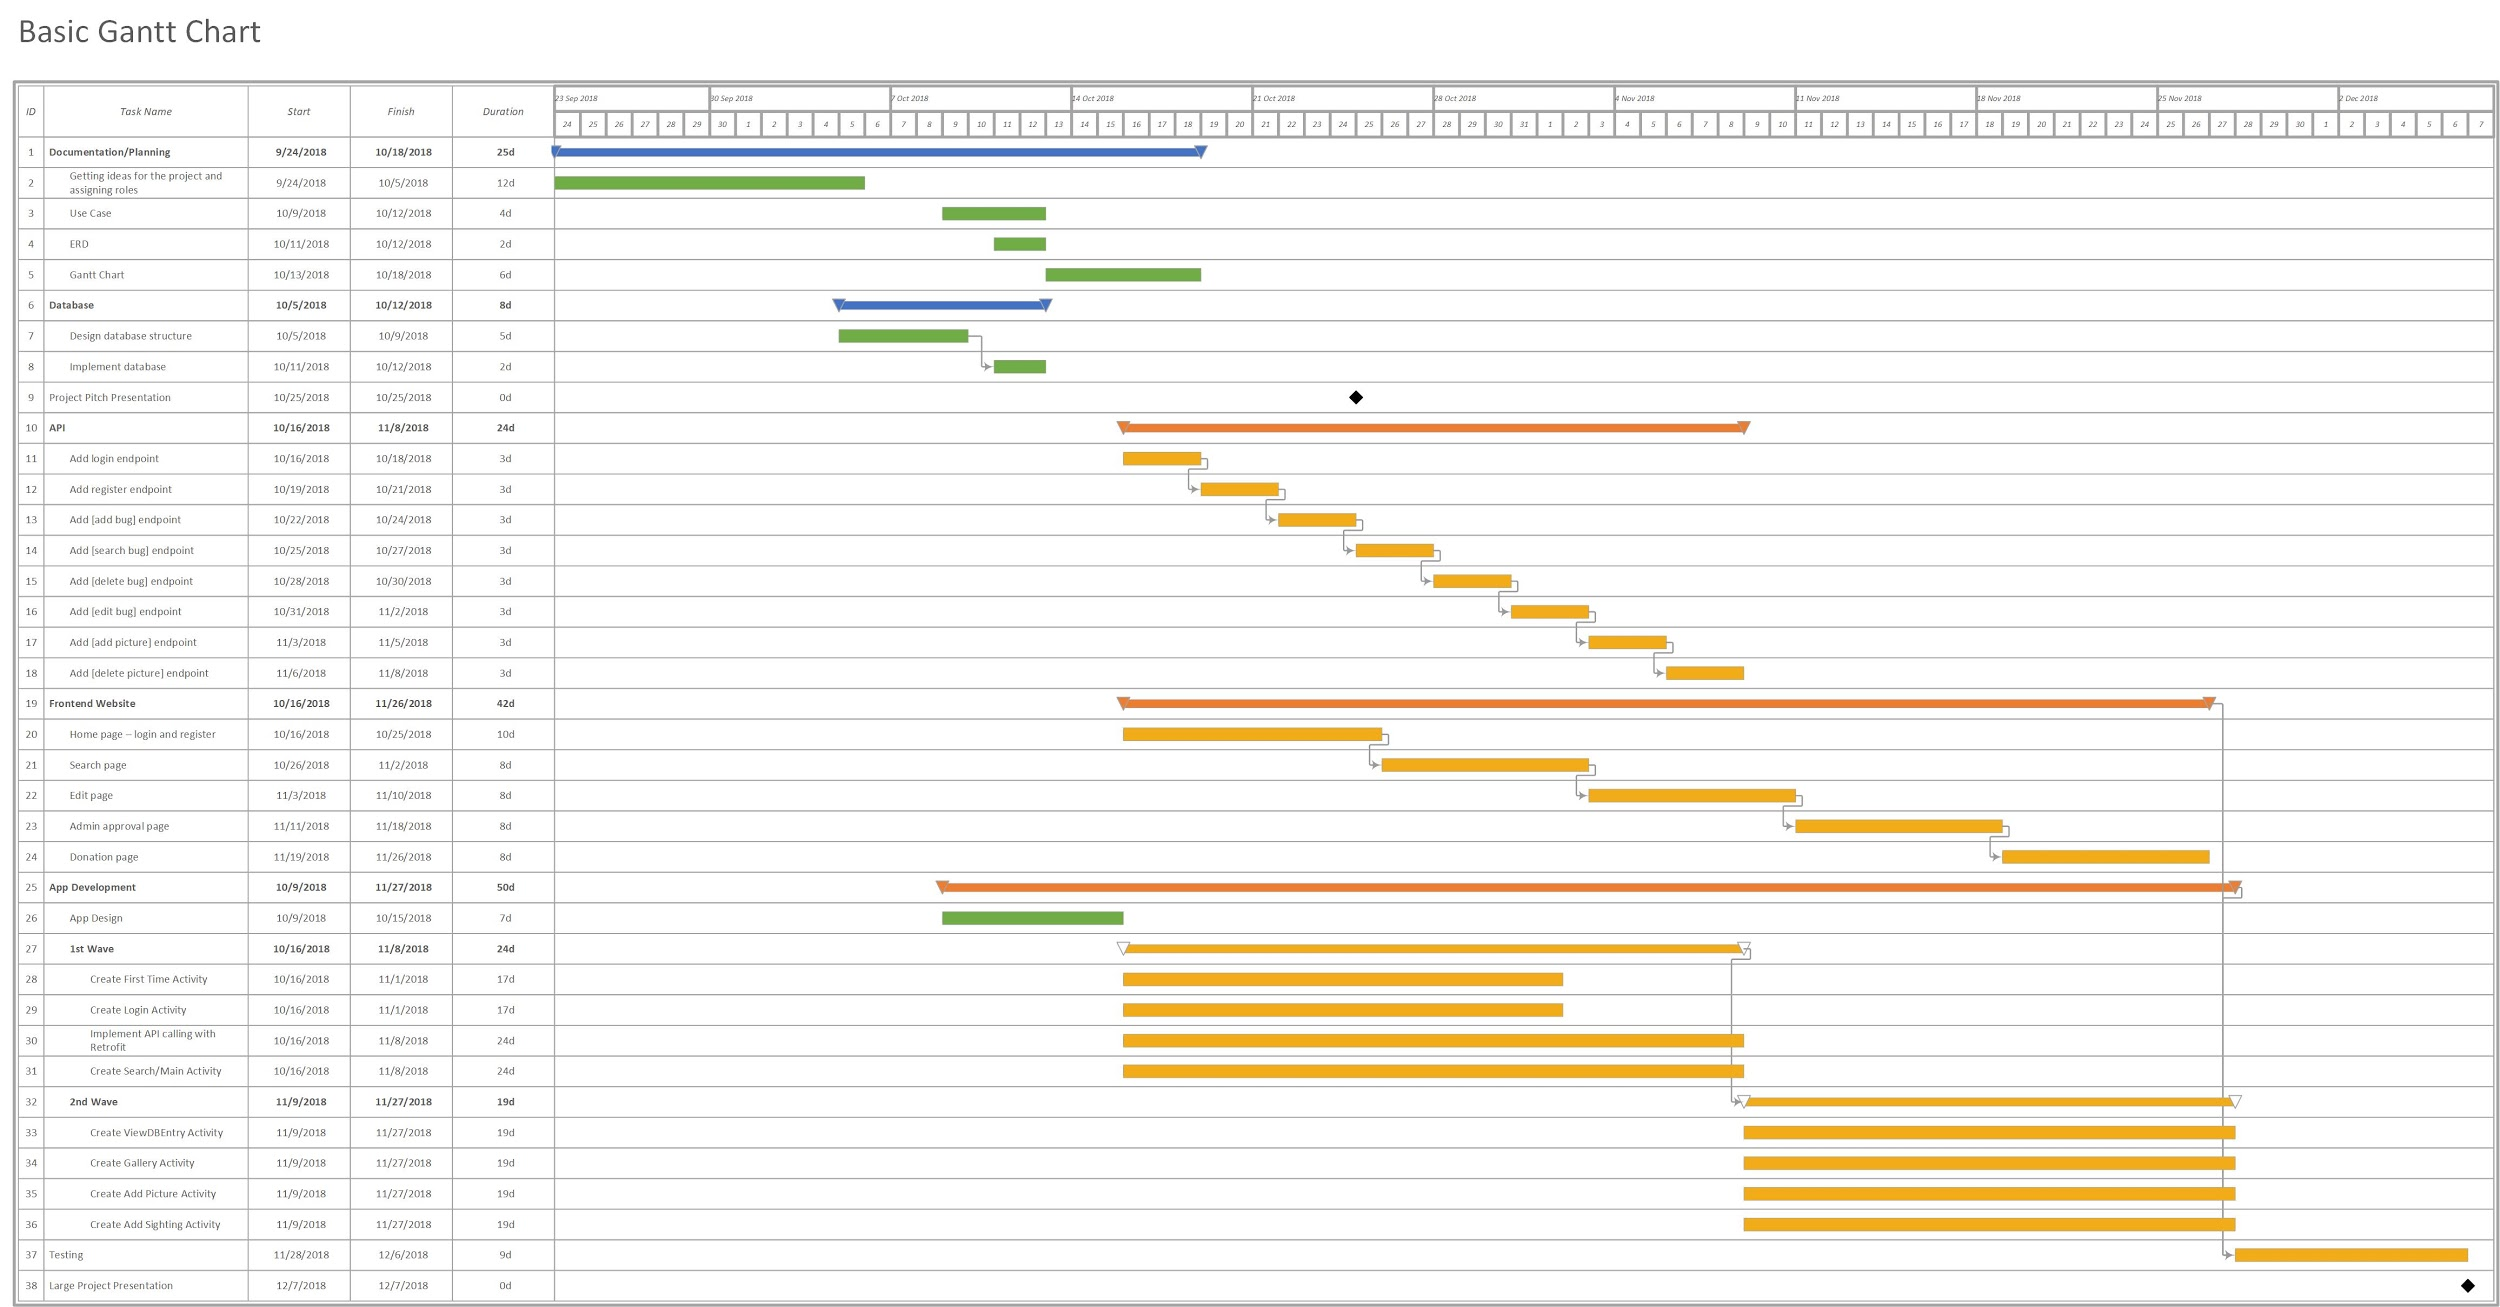 Basic Gantt Chart
ID Task Name Start Finish Duration 23 Sep 2018 30 Sep 2018 7 Oct 2018 14 Oct 2018 21 Oct 2018 28 Oct 2018 4 Nov 2018 11 Nov 2018 18 Nov 2018 25 Nov 2018 2 Dec 2018
24 25 26 27 28 29 30 1 2 3 4 5 6 7 8 9 10 11 12 13 14 15 16 17 18 19 20 21 22 23 24 25 26 27 28 29 30 31 1 2 3 4 5 6 7 8 9 10 11 12 13 14 15 16 17 18 19 20 21 22 23 24 25 26 27 28 29 30 1 2 3 4 5 6 7
1 Documentation/Planning 9/24/2018 10/18/2018 25d
2 Getting ideas for the project and
assigning roles 9/24/2018 10/5/2018 12d
3 Use Case 10/9/2018 10/12/2018 4d
4 ERD 10/11/2018 10/12/2018 2d
5 Gantt Chart 10/13/2018 10/18/2018 6d
6 Database 10/5/2018 10/12/2018 8d
7 Design database structure 10/5/2018 10/9/2018 5d
8 Implement database 10/11/2018 10/12/2018 2d
9 Project Pitch Presentation 10/25/2018 10/25/2018 0d
10 API 10/16/2018 11/8/2018 24d
11 Add login endpoint 10/16/2018 10/18/2018 3d
12 Add register endpoint 10/19/2018 10/21/2018 3d
13 Add [add bug] endpoint 10/22/2018 10/24/2018 3d
14 Add [search bug] endpoint 10/25/2018 10/27/2018 3d
15 Add [delete bug] endpoint 10/28/2018 10/30/2018 3d
16 Add [edit bug] endpoint 10/31/2018 11/2/2018 3d
17 Add [add picture] endpoint 11/3/2018 11/5/2018 3d
18 Add [delete picture] endpoint 11/6/2018 11/8/2018 3d
19 Frontend Website 10/16/2018 11/26/2018 42d
20 Home page – login and register 10/16/2018 10/25/2018 10d
21 Search page 10/26/2018 11/2/2018 8d
22 Edit page 11/3/2018 11/10/2018 8d
23 Admin approval page 11/11/2018 11/18/2018 8d
24 Donation page 11/19/2018 11/26/2018 8d
25 App Development 10/9/2018 11/27/2018 50d
26 App Design 10/9/2018 10/15/2018 7d
27 1st Wave 10/16/2018 11/8/2018 24d
28 Create First Time Activity 10/16/2018 11/1/2018 17d
29 Create Login Activity 10/16/2018 11/1/2018 17d
30 Implement API calling with
Retrofit 10/16/2018 11/8/2018 24d
31 Create Search/Main Activity 10/16/2018 11/8/2018 24d
32 2nd Wave 11/9/2018 11/27/2018 19d
33 Create ViewDBEntry Activity 11/9/2018 11/27/2018 19d
34 Create Gallery Activity 11/9/2018 11/27/2018 19d
35 Create Add Picture Activity 11/9/2018 11/27/2018 19d
36 Create Add Sighting Activity 11/9/2018 11/27/2018 19d
37 Testing 11/28/2018 12/6/2018 9d
38 Large Project Presentation 12/7/2018 12/7/2018 0d